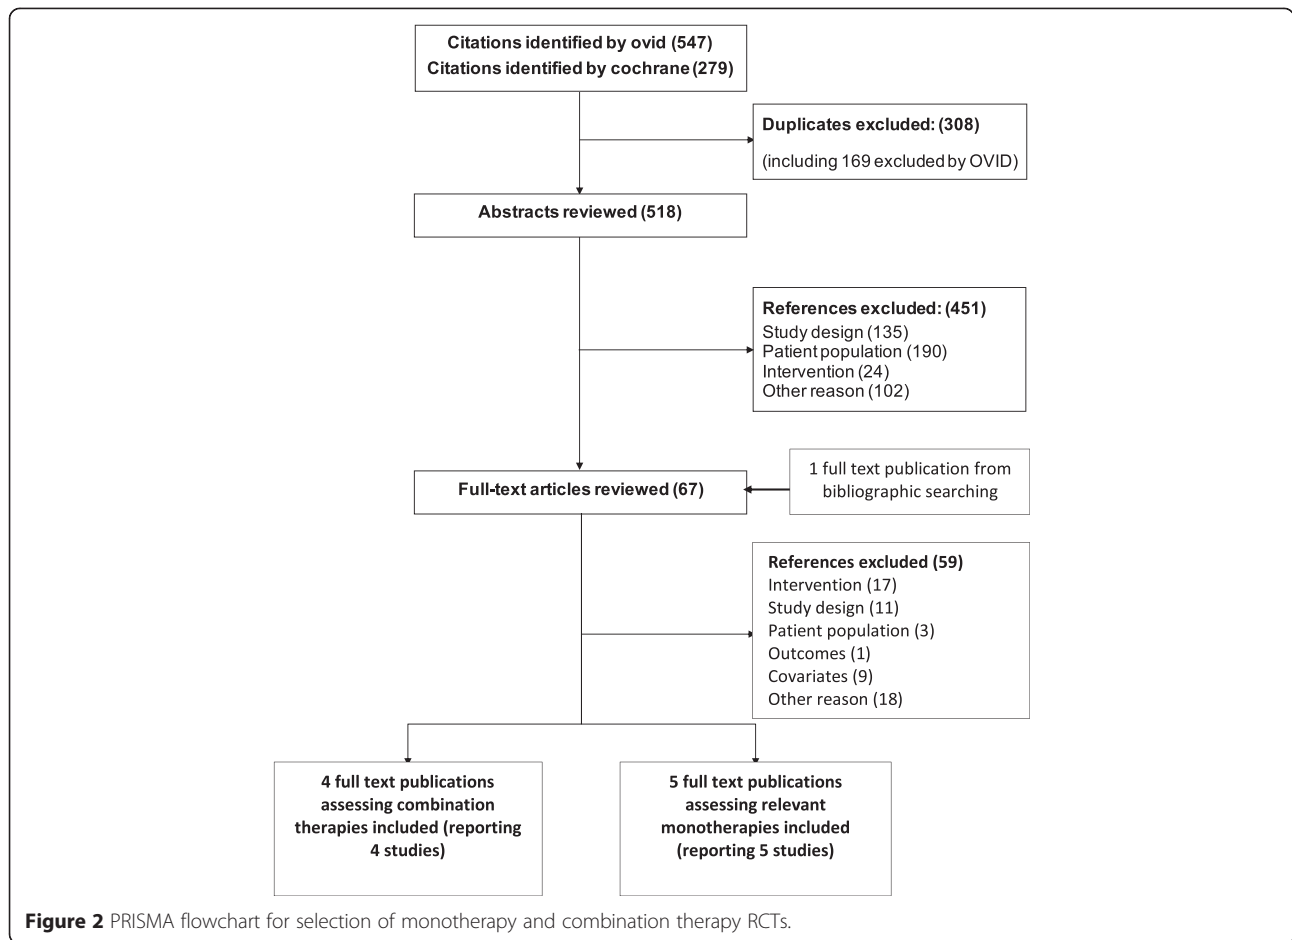 Citations identified by ovid (547)
Citations identified by cochrane (279)
Duplicates excluded: (308)
(including 169 excluded by OVID)
Abstracts reviewed (518)
References excluded: (451)
Study design (135)
Patient population (190)
Intervention (24)
Other reason (102)
1 full text publication from
bibliographic searching
Full-text articles reviewed (67)
References excluded (59)
Intervention (17)
Study design (11)
Patient population (3)
Outcomes (1)
Covariates (9)
Other reason (18)
4 full text publications
assessing combination
therapies included (reporting
4 studies)
5 full text publications
assessing relevant
monotherapies included
(reporting 5 studies)
Figure 2 PRISMA flowchart for selection of monotherapy and combination therapy RCTs.